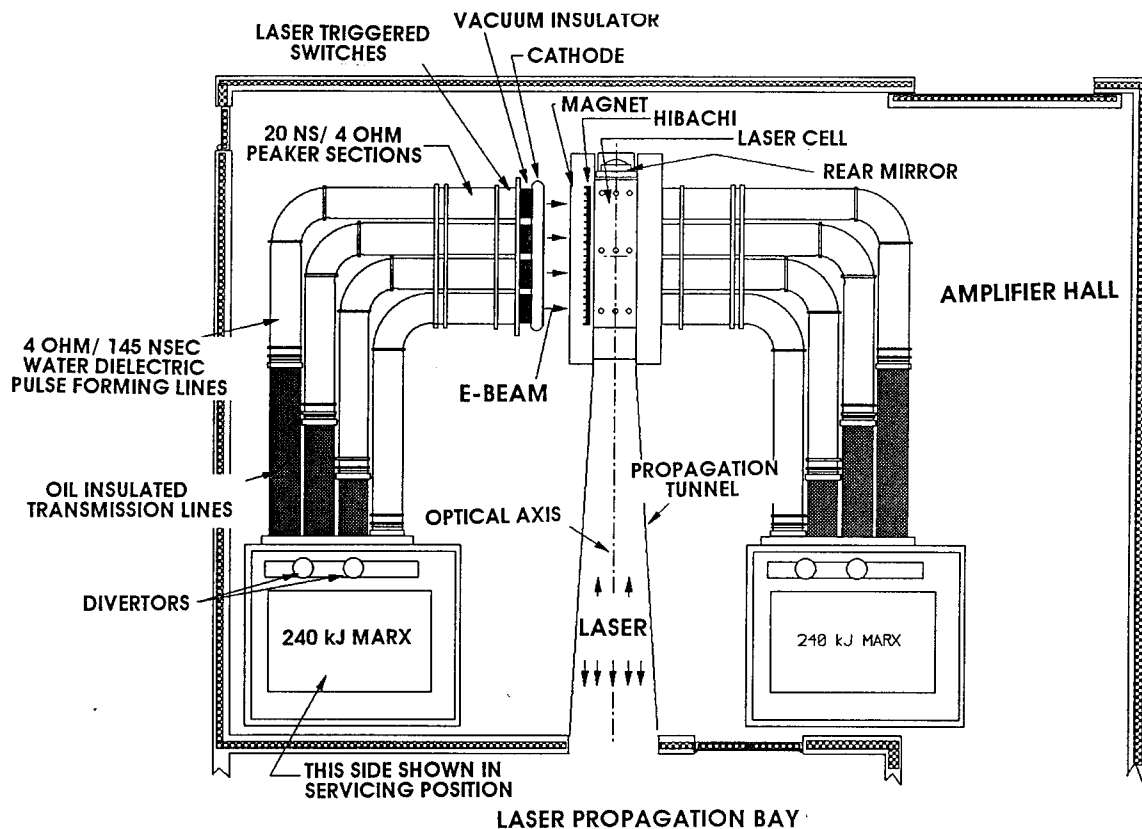 VACUUM INSULATOR
LASER TRIGGERED
SWITCHES
CATHODE
MAGNET
HIBACHI
20 NS/ 4 OHM
PEAKER SECTIONS
LASER CELL
REAR MIRROR
AMPLIFIER HALL
4 OHM/ 145 NSEC
WATER DIELECTRIC
PULSE FORMING LINES
E-BEAM
PROPAGATION
TUNNEL
OIL INSULATED
TRANSMISSION LINES
OPTICAL AXIS
DIVERTORS
LASER
240 kJ MARX
240 kJ MARX
THIS SIDE SHOWN IN
SERVICING POSITION
LASER PROPAGATION BAY